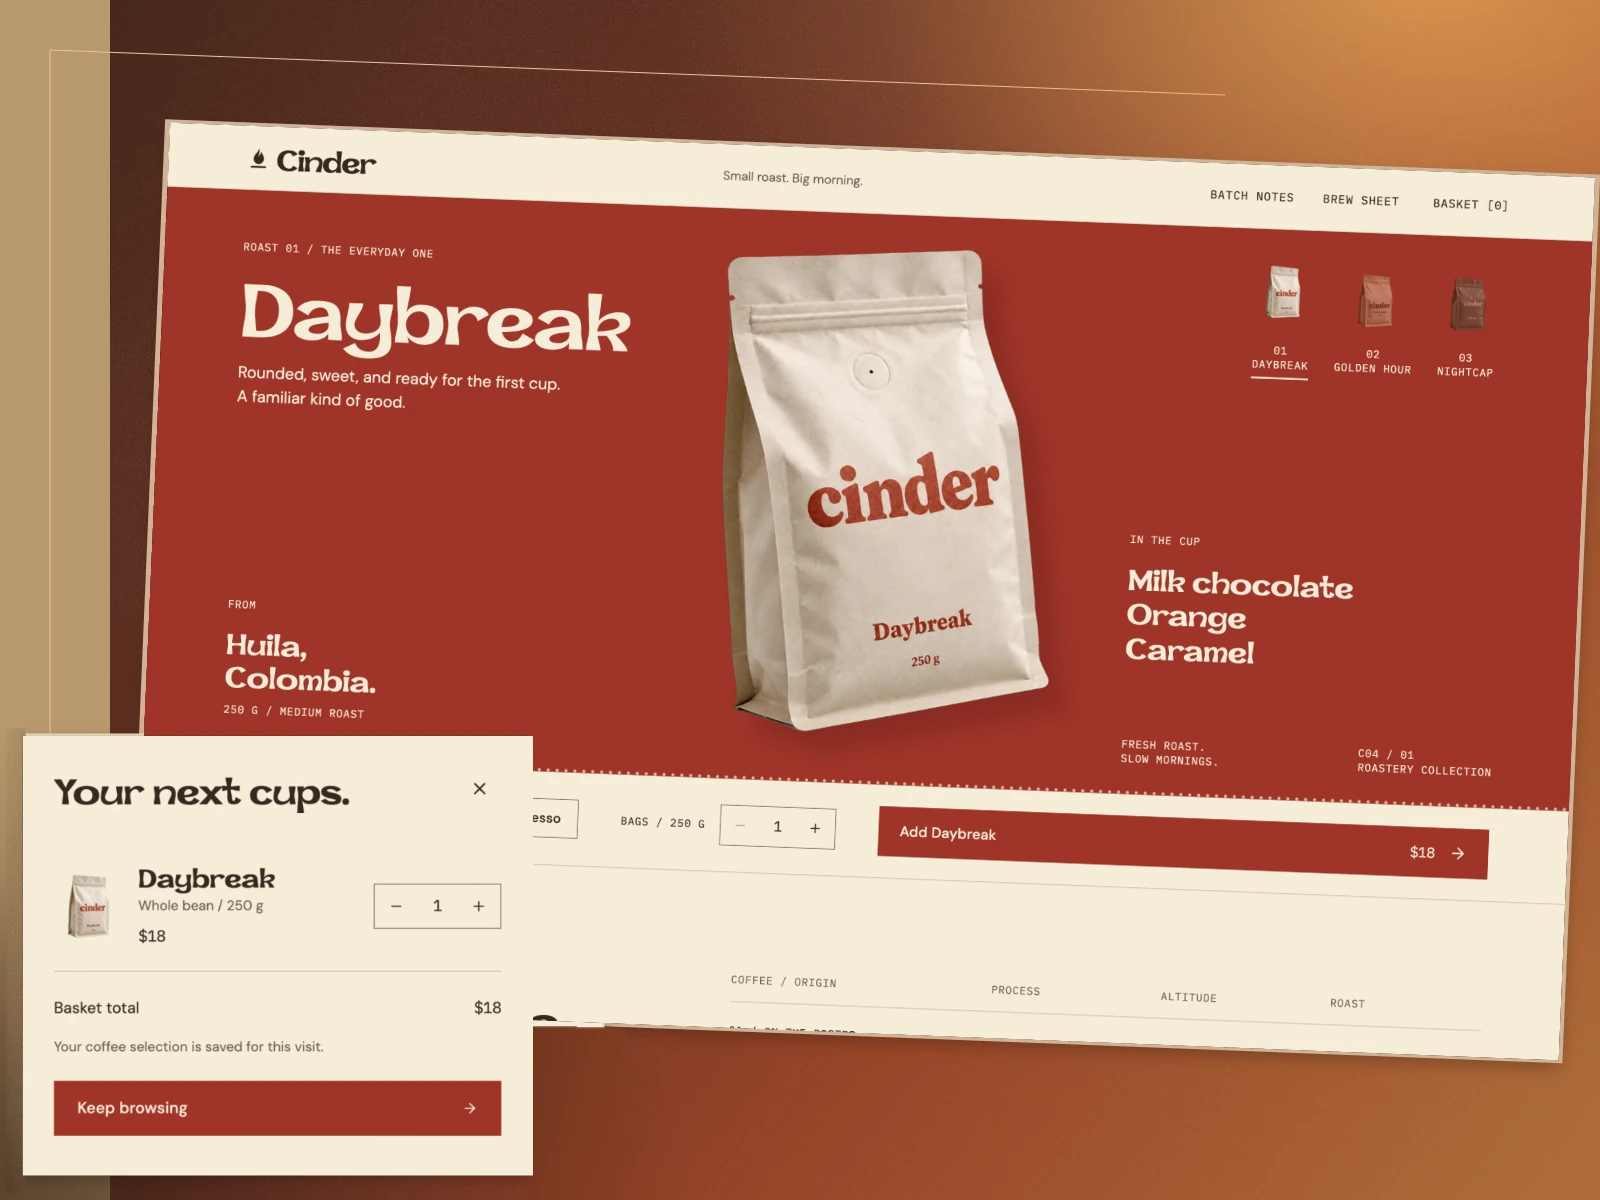 Cinder
Small roast. Big morning.
BATCH NOTES
BREW SHEET
BASKET [0]
ROAST 01 / THE EVERYDAY ONE
Daybreak
Rounded, sweet, and ready for the first cup.
A familiar kind of good.
FROM
Huila,
Colombia.
250 G / MEDIUM ROAST
cinder
Daybreak
250 g
cinder
cinder
cinder
01
DAYBREAK
02
GOLDEN HOUR
03
NIGHTCAP
IN THE CUP
Milk chocolate
Orange
Caramel
FRESH ROAST.
SLOW MORNINGS.
C04 / 01
ROASTERY COLLECTION
BAGS / 250 G
− 1 +
Add Daybreak
$18 →
COFFEE / ORIGIN
PROCESS
ALTITUDE
ROAST
Your next cups.
cinder
Daybreak
Whole bean / 250 g
$18
− 1 +
Basket total
$18
Your coffee selection is saved for this visit.
Keep browsing →